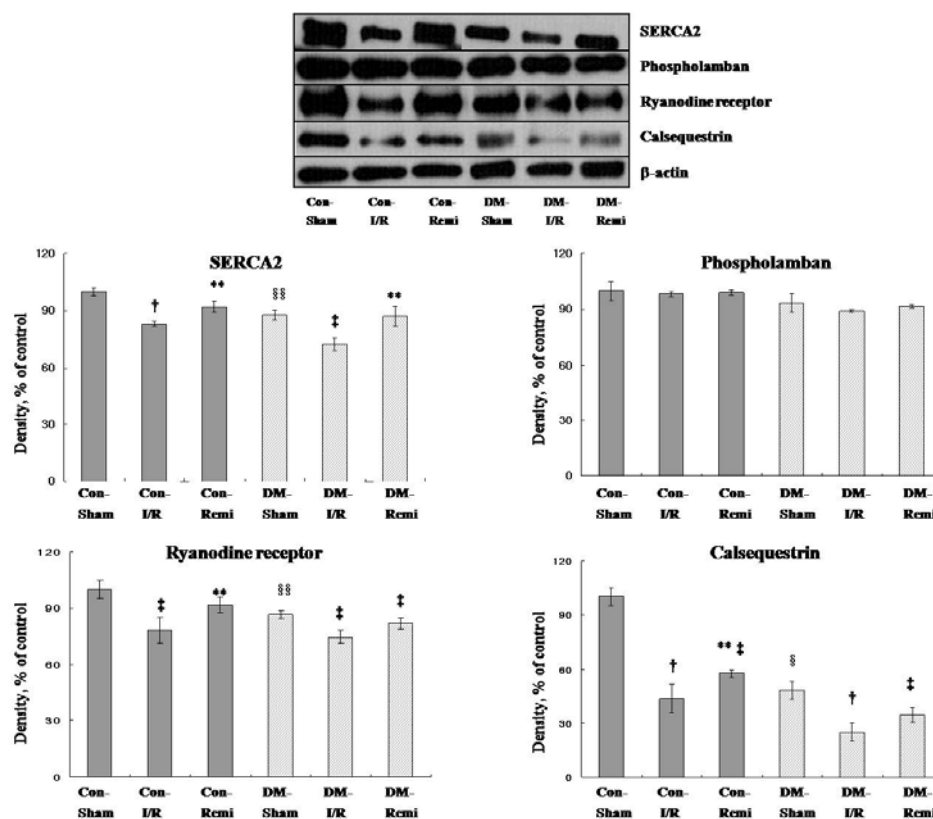 SERCA2
Phospholamban
Ryanodine receptor
Calsequestrin
β-actin
Con- Con- Con- DM- DM- DM-
Sham I/R Remi Sham I/R Remi
SERCA2
Density, % of control
120
90
60
30
0
†
**
§§
‡
**
Con- Con- Con- DM- DM- DM-
Sham I/R Remi Sham I/R Remi
Phospholamban
Density, % of control
120
90
60
30
0
Con- Con- Con- DM- DM- DM-
Sham I/R Remi Sham I/R Remi
Ryanodine receptor
Density, % of control
120
90
60
30
0
‡
**
§§
‡
‡
Con- Con- Con- DM- DM- DM-
Sham I/R Remi Sham I/R Remi
Calsequestrin
Density, % of control
120
90
60
30
0
†
** ‡
§
†
‡
Con- Con- Con- DM- DM- DM-
Sham I/R Remi Sham I/R Remi